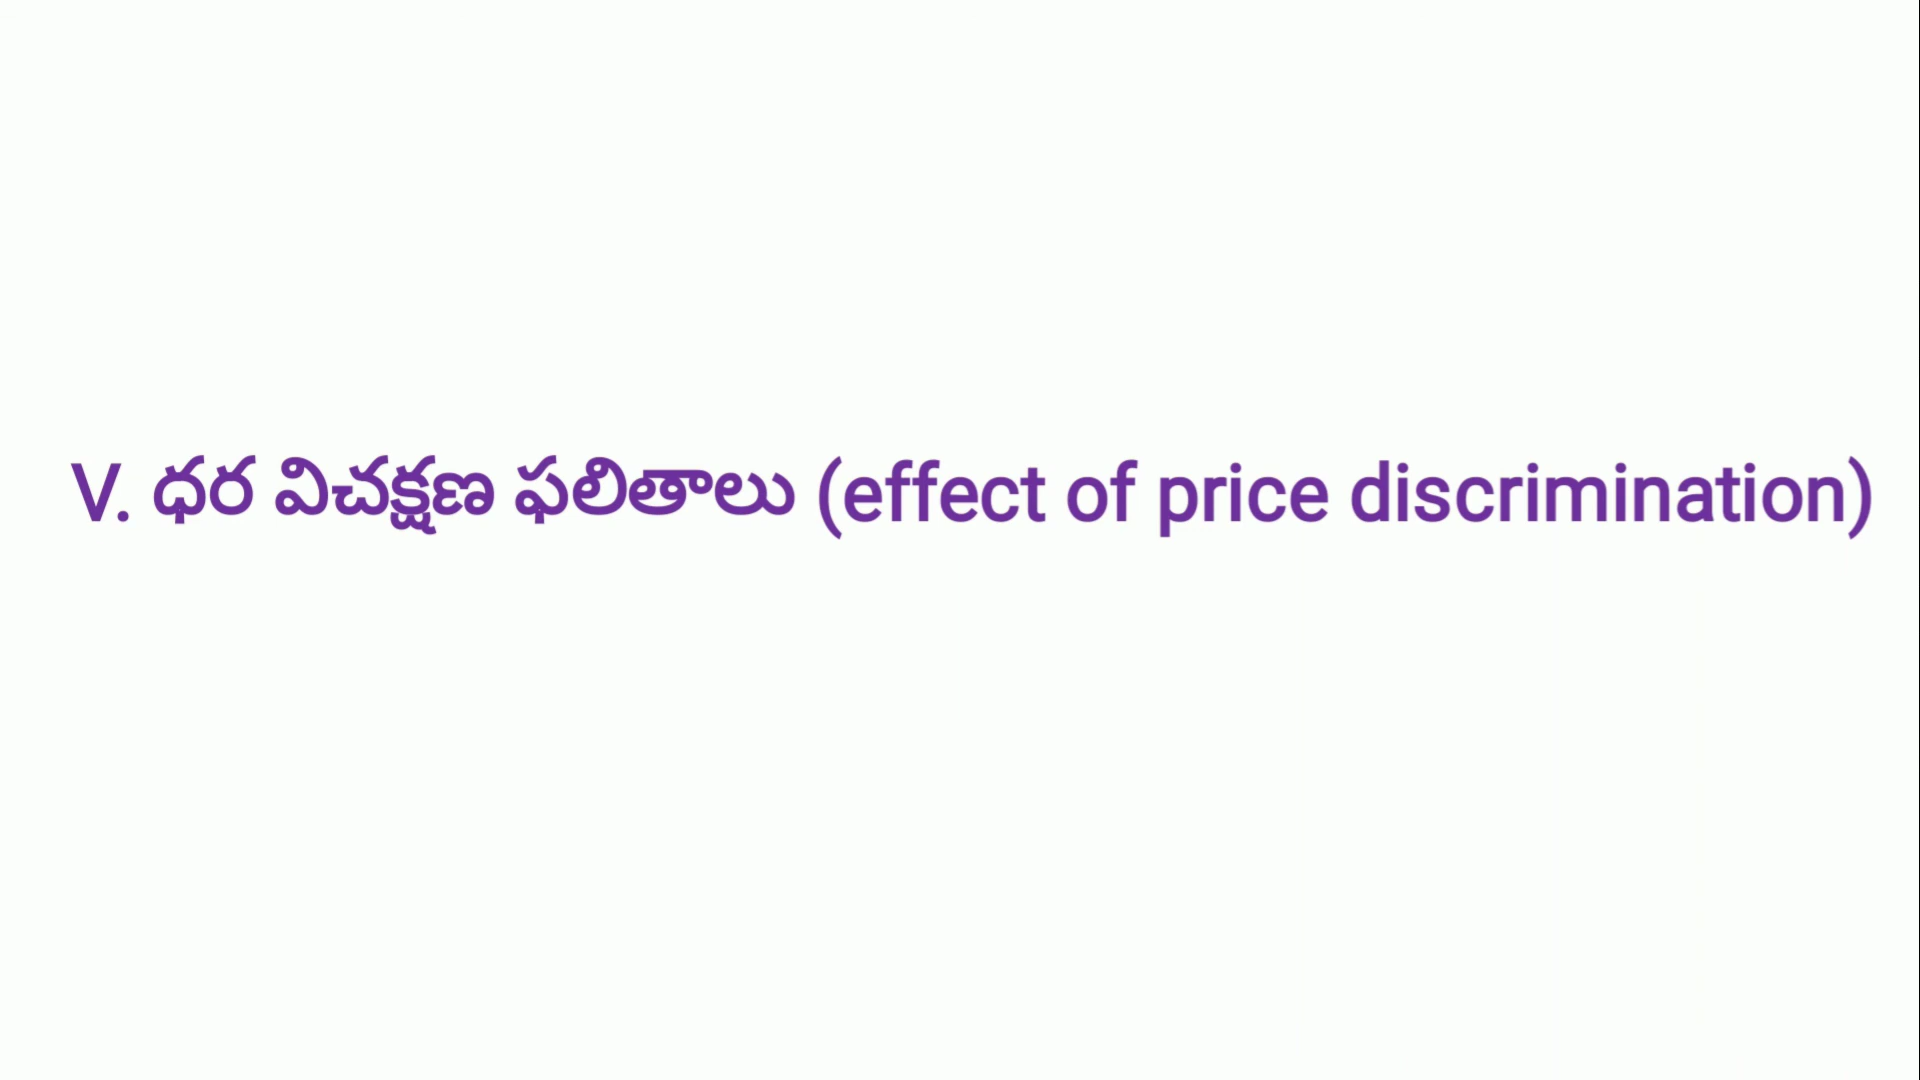 V. ధర విచక్షణ ఫలితాలు (effect of price discrimination)